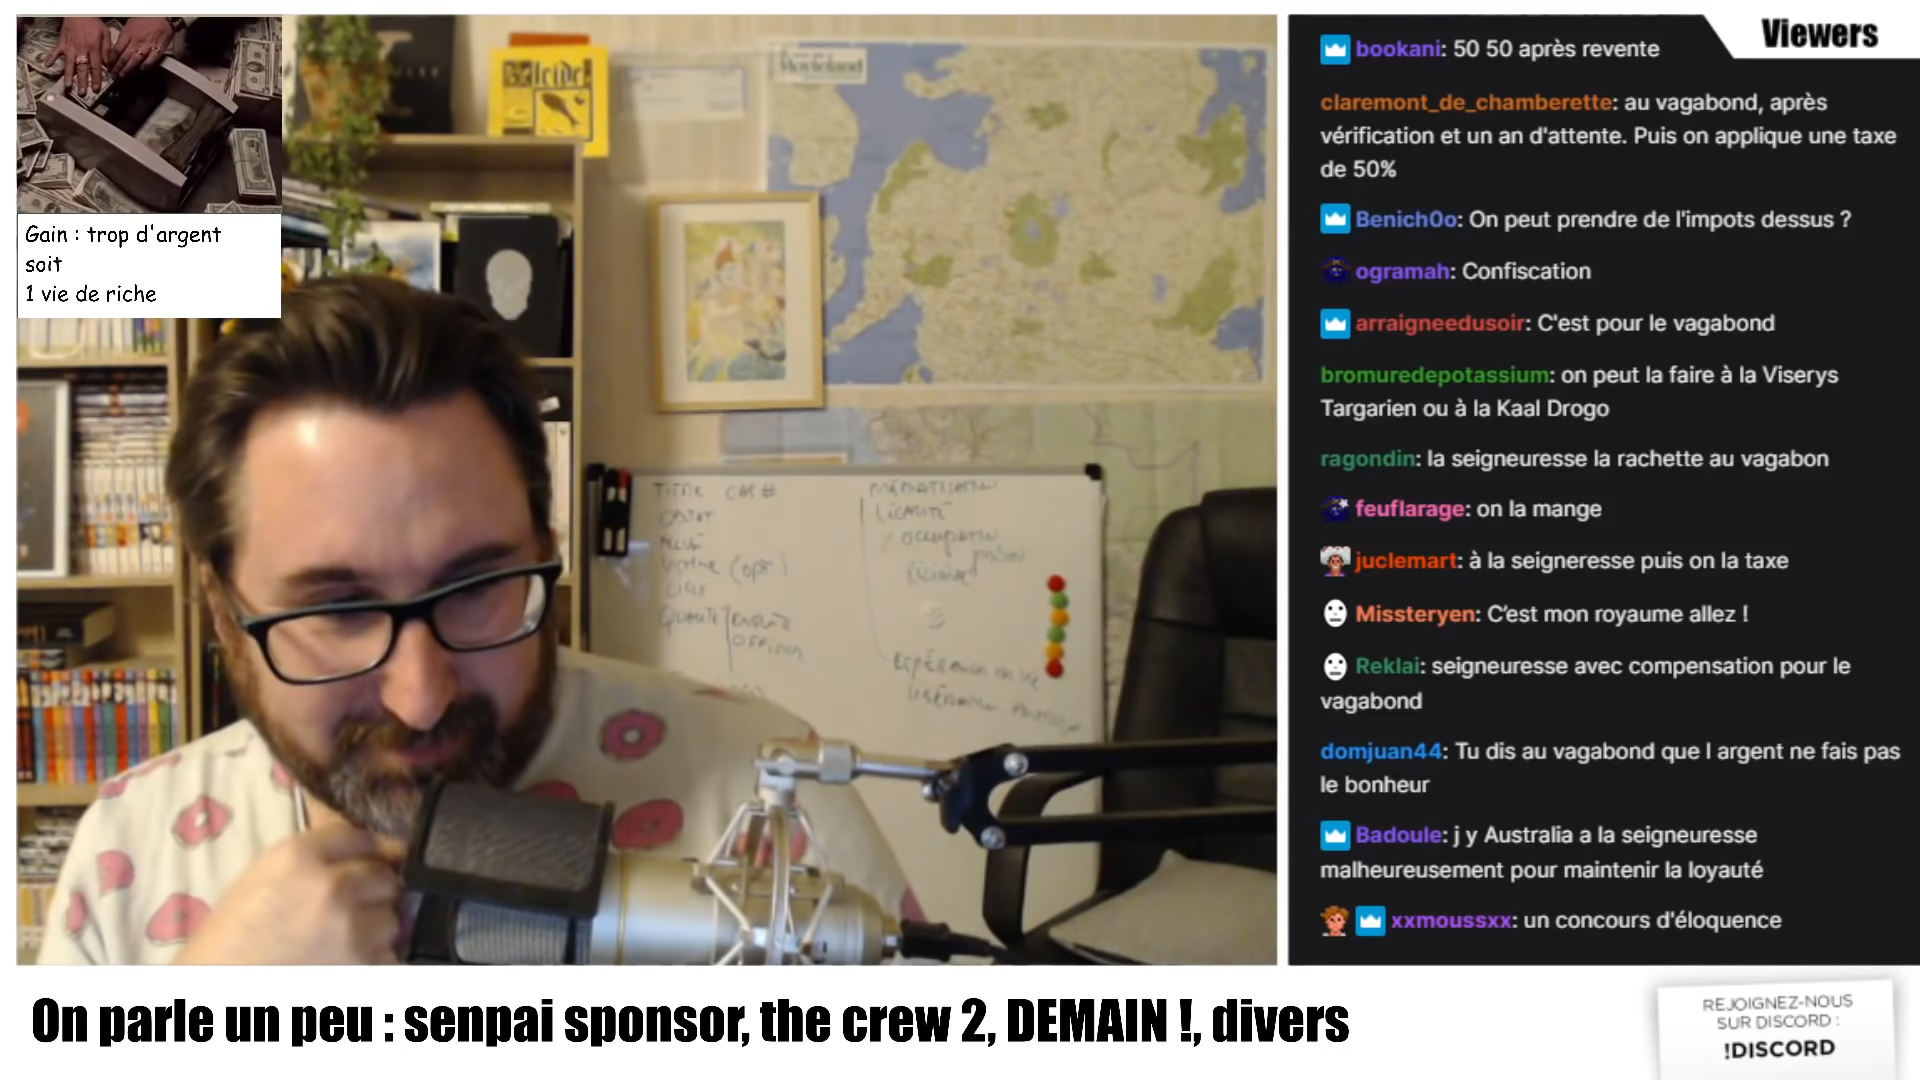 Gain : trop d'argent
soit
1 vie de riche
Viewers
bookani: 50 50 après revente
claremont_de_chamberette: au vagabond, après
vérification et un an d'attente. Puis on applique une taxe
de 50%
Benich0o: On peut prendre de l'impots dessus ?
ogramah: Confiscation
arraigneedusoir: C'est pour le vagabond
bromuredepotassium: on peut la faire à la Viserys
Targarien ou à la Kaal Drogo
ragondin: la seigneuresse la rachette au vagabon
feuflarage: on la mange
juclemart: à la seigneresse puis on la taxe
Missteryen: C'est mon royaume allez !
Reklai: seigneuresse avec compensation pour le
vagabond
domjuan44: Tu dis au vagabond que l argent ne fais pas
le bonheur
Badoule: j y Australia a la seigneuresse
malheureusement pour maintenir la loyauté
xxmoussxx: un concours d'éloquence
TITRE
(opt)
On parle un peu : senpai sponsor, the crew 2, DEMAIN !, divers
REJOIGNEZ-NOUS
SUR DISCORD :
!DISCORD